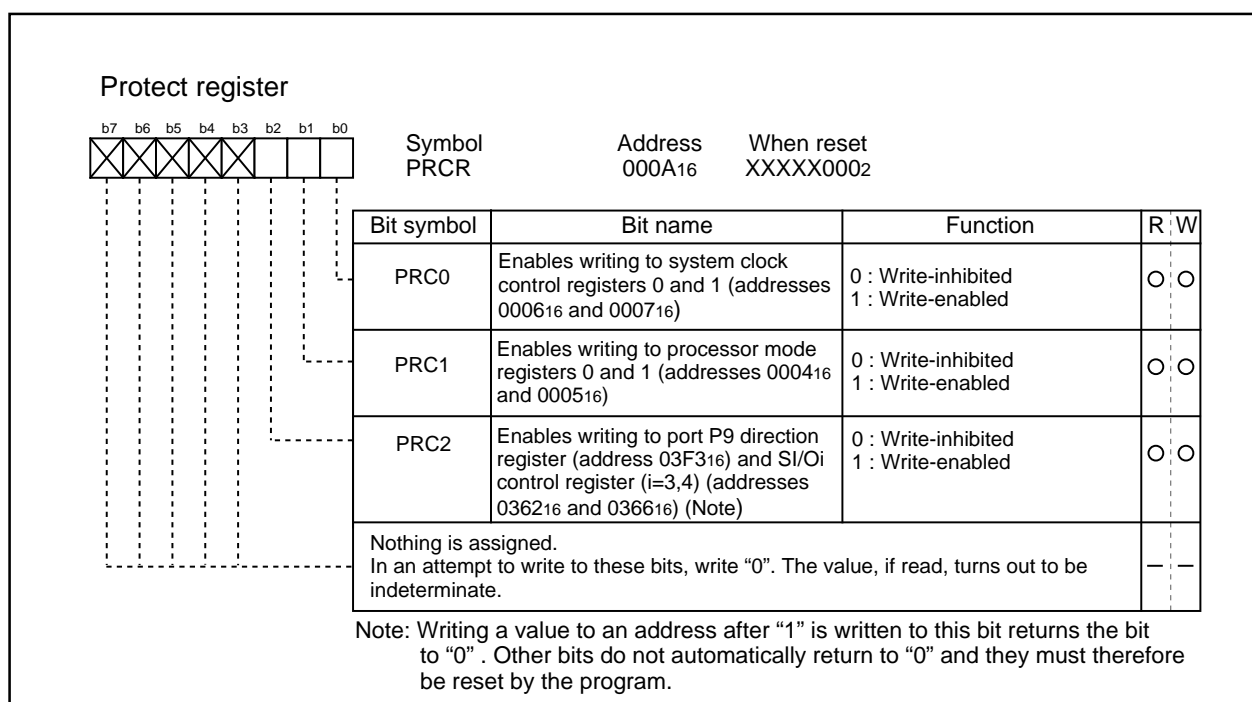 Protect register
b7 b6 b5 b4 b3 b2 b1 b0
Symbol Address When reset
PRCR 000A16 XXXXX0002
Bit symbol Bit name Function R W
PRC0
Enables writing to system clock
control registers 0 and 1 (addresses
000616 and 000716)
0 : Write-inhibited
1 : Write-enabled
PRC1
Enables writing to processor mode
registers 0 and 1 (addresses 000416
and 000516)
0 : Write-inhibited
1 : Write-enabled
PRC2
Enables writing to port P9 direction
register (address 03F316) and SI/Oi
control register (i=3,4) (addresses
036216 and 036616) (Note)
0 : Write-inhibited
1 : Write-enabled
Nothing is assigned.
In an attempt to write to these bits, write “0”. The value, if read, turns out to be
indeterminate.
Note: Writing a value to an address after “1” is written to this bit returns the bit
to “0” . Other bits do not automatically return to “0” and they must therefore
be reset by the program.